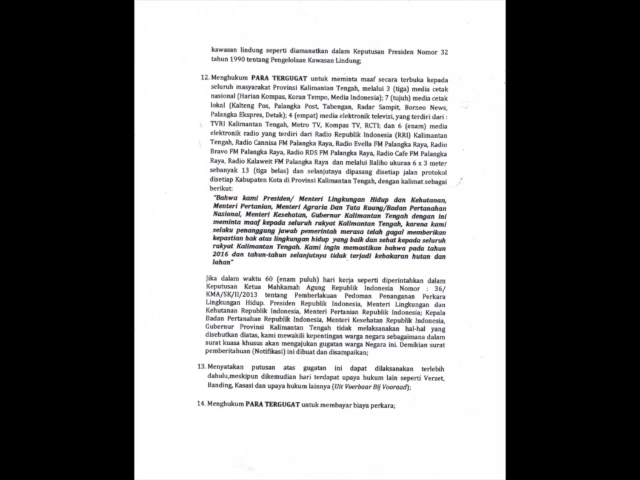 kawasan lindung seperti diamanatkan dalam Keputusan Presiden Nomor 32
tahun 1990 tentang Pengelolaan Kawasan Lindung;
12. Menghukum PARA TERGUGAT untuk meminta maaf secara terbuka kepada
seluruh masyarakat Provinsi Kalimantan Tengah, melalui 3 (tiga) media cetak
nasional (Harian Kompas, Koran Tempo, Media Indonesia); 7 (tujuh) media cetak
lokal (Kalteng Pos, Palangka Post, Tabengan, Radar Sampit, Borneo News,
Palangka Ekspres, Detak); 4 (empat) media elektronik televisi, yang terdiri dari :
TVRI Kalimantan Tengah, Metro TV, Kompas TV, RCTI; dan 6 (enam) media
elektronik radio yang terdiri dari Radio Republik Indonesia (RRI) Kalimantan
Tengah, Radio Cannisa FM Palangka Raya, Radio Evella FM Palangka Raya, Radio
Bravo FM Palangka Raya, Radio RDS FM Palangka Raya, Radio Cafe FM Palangka
Raya, Radio Kalaweit FM Palangka Raya dan melalui Baliho ukuran 6 x 3 meter
sebanyak 13 (tiga belas) dan selanjutaya dipasang disetiap jalan protokol
disetiap Kabupaten Kota di Provinsi Kalimantan Tengah, dengan kalimat sebagai
berikut:
"Bahwa kami Presiden/ Menteri Lingkungan Hidup dan Kehutanan,
Menteri Pertanian, Menteri Agraria Dan Tata Ruang/Badan Pertanahan
Nasional, Menteri Kesehatan, Gubernur Kalimantan Tengah dengan ini
meminta maaf kepada seluruh rakyat Kalimantan Tengah, karena kami
selaku penanggung jawab pemerintah merasa telah gagal memberikan
kepastian hak atas lingkungan hidup yang baik dan sehat kepada seluruh
rakyat Kalimantan Tengah. Kami ingin memastikan bahwa pada tahun
2016 dan tahun-tahun selanjutnya tidak terjadi kebakaran hutan dan
lahan"
Jika dalam waktu 60 (enam puluh) hari kerja seperti diperintahkan dalam
Keputusan Ketua Mahkamah Agung Republik Indonesia Nomor : 36/
KMA/SK/II/2013 tentang Pemberlakuan Pedoman Penanganan Perkara
Lingkungan Hidup. Presiden Republik Indonesia, Menteri Lingkungan dan
Kehutanan Republik Indonesia, Menteri Pertanian Republik Indonesia; Kepala
Badan Pertanahan Republik Indonesia, Menteri Kesehatan Republik Indonesia,
Gubernur Provinsi Kalimantan Tengah tidak melaksanakan hal-hal yang
disebutkan diatas, kami mewakili kepentingan warga negara sebagaimana dalam
surat kuasa khusus akan mengajukan gugatan warga Negara ini. Demikian surat
pemberitahuan (Notifikasi) ini dibuat dan disampaikan;
13. Menyatakan putusan atas gugatan ini dapat dilaksanakan terlebih
dahulu,meskipun dikemudian hari terdapat upaya hukum lain seperti Verzet,
Banding, Kasasi dan upaya hukum lainnya (Uit Voerbaar Bij Vooraad);
14. Menghukum PARA TERGUGAT untuk membayar biaya perkara;